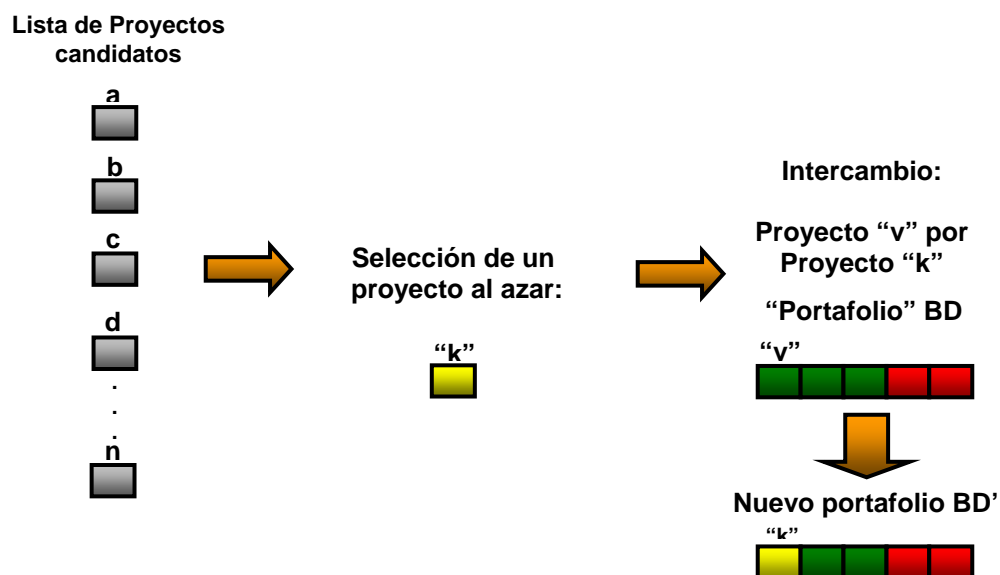 Lista de Proyectos
candidatos
a
b
c
d
.
.
.
n
Selección de un
proyecto al azar:
“k”
Intercambio:
Proyecto “v” por
Proyecto “k”
“Portafolio” BD
“v”
Nuevo portafolio BD’
“k”